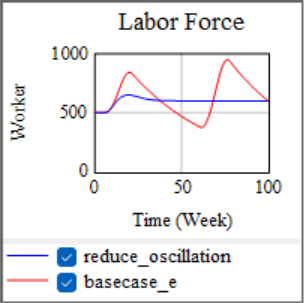 Labor Force
1000
500
0
Worker
0 50 100
Time (Week)
reduce_oscillation
basecase_e